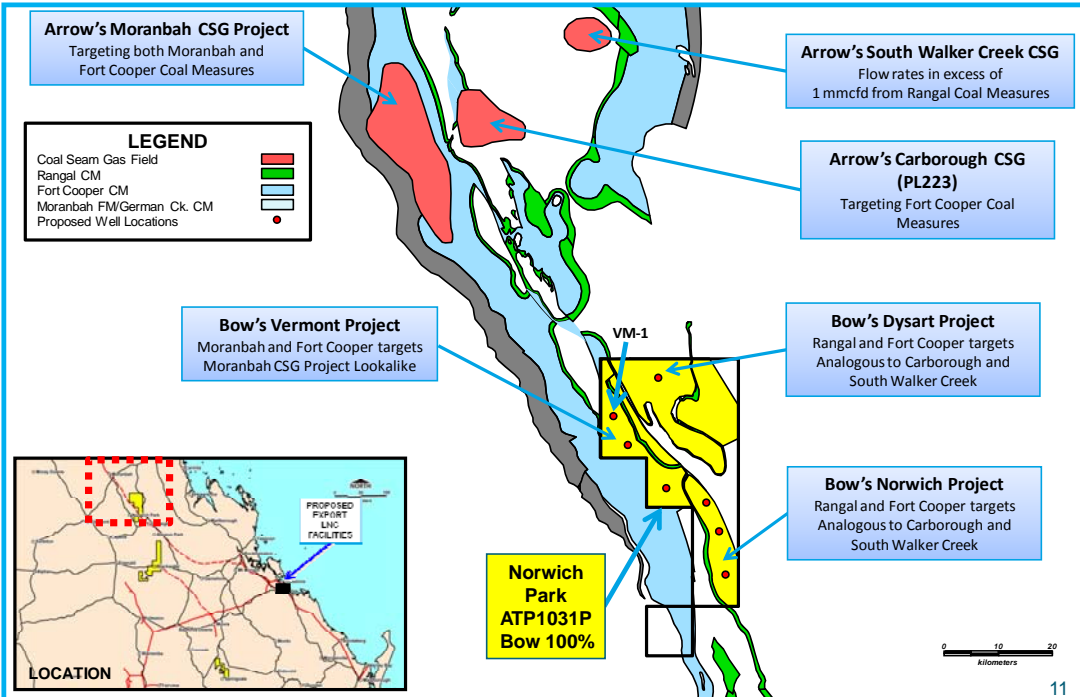 Arrow's Moranbah CSG Project
Targeting both Moranbah and
Fort Cooper Coal Measures
Arrow's South Walker Creek CSG
Flow rates in excess of
1 mmcfd from Rangal Coal Measures
LEGEND
Coal Seam Gas Field
Rangal CM
Fort Cooper CM
Moranbah FM/German Ck. CM
Proposed Well Locations
Arrow's Carborough CSG
(PL223)
Targeting Fort Cooper Coal
Measures
Bow's Vermont Project
Moranbah and Fort Cooper targets
Moranbah CSG Project Lookalike
VM-1
Bow's Dysart Project
Rangal and Fort Cooper targets
Analogous to Carborough and
South Walker Creek
Bow's Norwich Project
Rangal and Fort Cooper targets
Analogous to Carborough and
South Walker Creek
Norwich
Park
ATP1031P
Bow 100%
NORTH
PROPOSED
EXPORT
LNG
FACILITIES
LOCATION
0 10 20
kilometers
11